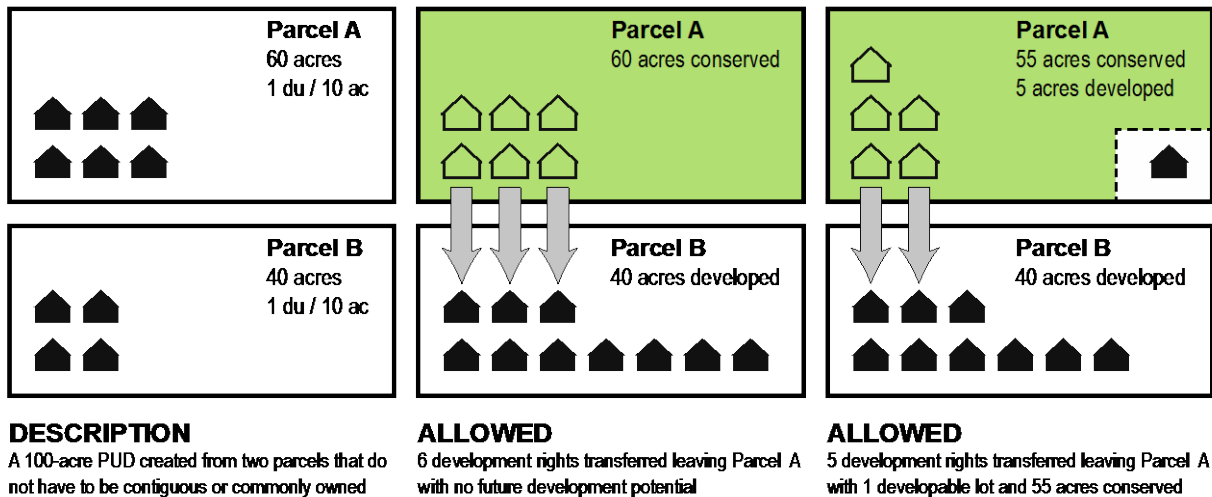 Parcel A
60 acres
1 du / 10 ac
Parcel B
40 acres
1 du / 10 ac
DESCRIPTION
A 100-acre PUD created from two parcels that do
not have to be contiguous or commonly owned
Parcel A
60 acres conserved
Parcel B
40 acres developed
ALLOWED
6 development rights transferred leaving Parcel A
with no future development potential
Parcel A
55 acres conserved
5 acres developed
Parcel B
40 acres developed
ALLOWED
5 development rights transferred leaving Parcel A
with 1 developable lot and 55 acres conserved